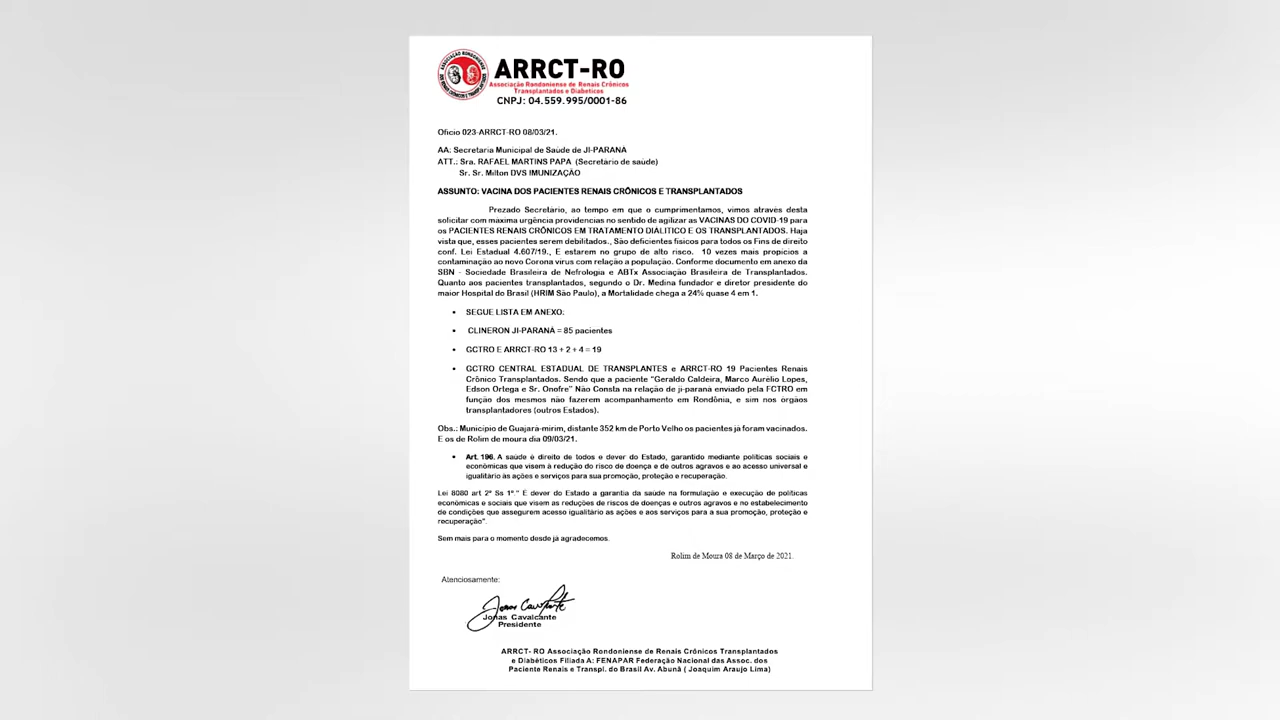 ARRCT-RO
Associação Rondoniense de Renais Crônicos
Transplantados e Diabeticos
CNPJ: 04.559.995/0001-86
Oficio 023-ARRCT-RO 08/03/21.
AA: Secretaria Municipal de Saúde de JI-PARANÁ
ATT.: Sra. RAFAEL MARTINS PAPA (Secretário de saúde)
Sr. Sr. Milton DVS IMUNIZAÇÃO
ASSUNTO: VACINA DOS PACIENTES RENAIS CRÔNICOS E TRANSPLANTADOS
Prezado Secretário, ao tempo em que o cumprimentamos, vimos através desta
solicitar com máxima urgência providencias no sentido de agilizar as VACINAS DO COVID-19 para
os PACIENTES RENAIS CRÔNICOS EM TRATAMENTO DIÁLITICO E OS TRANSPLANTADOS. Haja
vista que, esses pacientes serem debilitados., São deficientes físicos para todos os Fins de direito
conf. Lei Estadual 4.607/19., E estarem no grupo de alto risco. 10 vezes mais propícios a
contaminação ao novo Corona vírus com relação a população. Conforme documento em anexo da
SBN - Sociedade Brasileira de Nefrologia e ABTx Associação Brasileira de Transplantados.
Quanto aos pacientes transplantados, segundo o Dr. Medina fundador e diretor presidente do
maior Hospital do Brasil (HRIM São Paulo), a Mortalidade chega a 24% quase 4 em 1.
• SEGUE LISTA EM ANEXO:
• CLINERON JI-PARANÁ = 85 pacientes
• GCTRO E ARRCT-RO 13 + 2 + 4 = 19
• GCTRO CENTRAL ESTADUAL DE TRANSPLANTES e ARRCT-RO 19 Pacientes Renais
Crônico Transplantados. Sendo que a paciente "Geraldo Caldeira, Marco Aurélio Lopes,
Edson Ortega e Sr. Onofre" Não Consta na relação de ji-paraná enviado pela FCTRO em
função dos mesmos não fazerem acompanhamento em Rondônia, e sim nos órgãos
transplantadores (outros Estados).
Obs.: Município de Guajará-mirim, distante 352 km de Porto Velho os pacientes já foram vacinados.
E os de Rolim de moura dia 09/03/21.
• Art. 196. A saúde é direito de todos e dever do Estado, garantido mediante políticas sociais e
econômicas que visem à redução do risco de doença e de outros agravos e ao acesso universal e
igualitário às ações e serviços para sua promoção, proteção e recuperação.
Lei 8080 art 2º Ss 1º." É dever do Estado a garantia da saúde na formulação e execução de políticas
econômicas e sociais que visem as reduções de riscos de doenças e outros agravos e no estabelecimento
de condições que assegurem acesso igualitário as ações e aos serviços para a sua promoção, proteção e
recuperação".
Sem mais para o momento desde já agradecemos.
Rolim de Moura 08 de Março de 2021.
Atenciosamente:
Jonas Cavalcante
Presidente
ARRCT- RO Associação Rondoniense de Renais Crônicos Transplantados
e Diabéticos Filiada A: FENAPAR Federação Nacional das Assoc. dos
Paciente Renais e Transpl. do Brasil Av. Abunã ( Joaquim Araujo Lima)